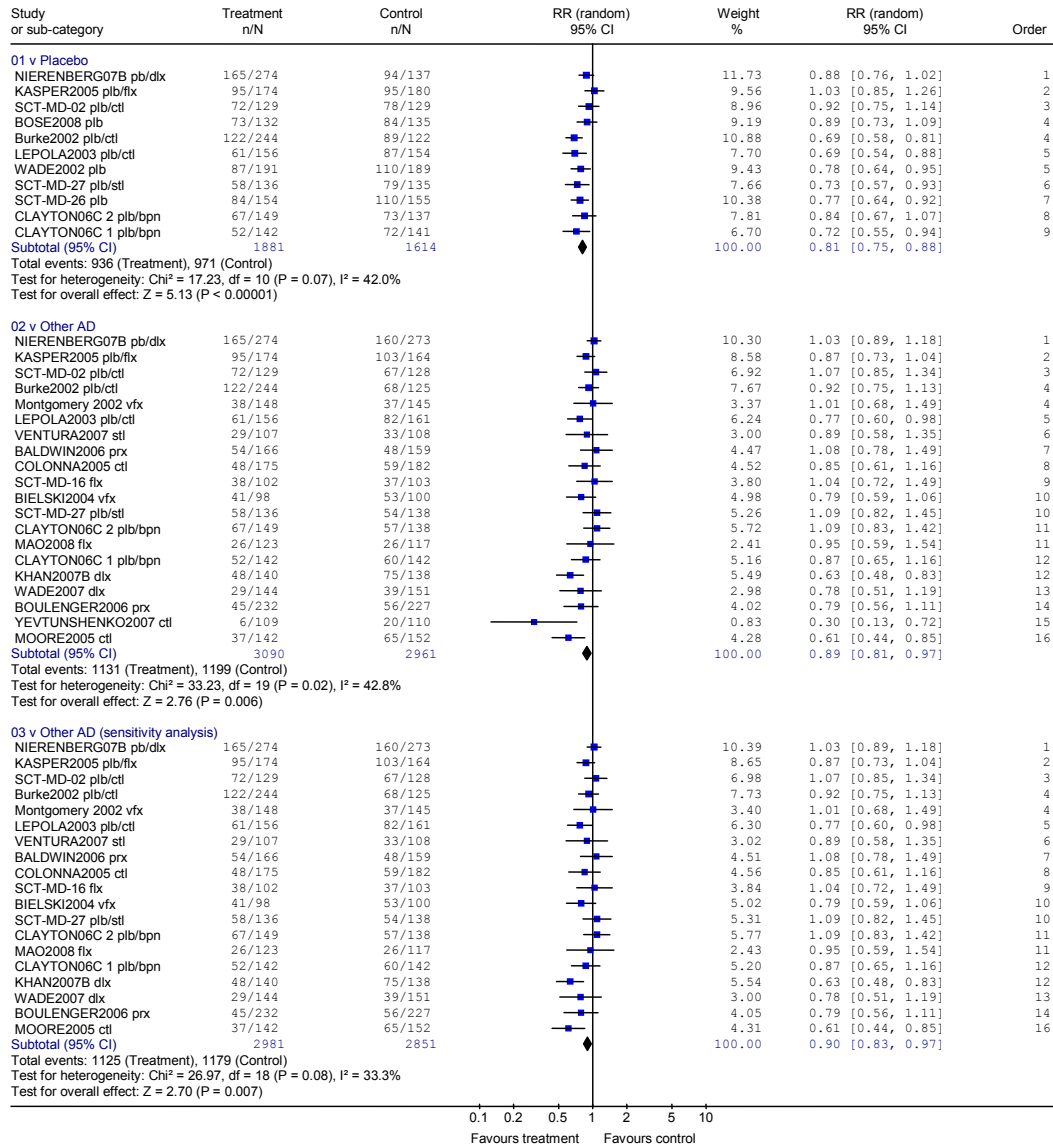 Study Treatment Control RR (random) Weight RR (random)
or sub-category n/N n/N 95% CI % 95% CI Order
01 v Placebo
NIERENBERG07B pb/dlx 165/274 94/137 11.73 0.88 [0.76, 1.02] 1
KASPER2005 plb/flx 95/174 95/180 9.56 1.03 [0.85, 1.26] 2
SCT-MD-02 plb/ctl 72/129 78/129 8.96 0.92 [0.75, 1.14] 3
BOSE2008 plb 73/132 84/135 9.19 0.89 [0.73, 1.09] 4
Burke2002 plb/ctl 122/244 89/122 10.88 0.69 [0.58, 0.81] 4
LEPOLA2003 plb/ctl 61/156 87/154 7.70 0.69 [0.54, 0.88] 5
WADE2002 plb 87/191 110/189 9.43 0.78 [0.64, 0.95] 5
SCT-MD-27 plb/stl 58/136 79/135 7.66 0.73 [0.57, 0.93] 6
SCT-MD-26 plb 84/154 110/155 10.38 0.77 [0.64, 0.92] 7
CLAYTON06C 2 plb/bpn 67/149 73/137 7.81 0.84 [0.67, 1.07] 8
CLAYTON06C 1 plb/bpn 52/142 72/141 6.70 0.72 [0.55, 0.94] 9
Subtotal (95% CI) 1881 1614 100.00 0.81 [0.75, 0.88]
Total events: 936 (Treatment), 971 (Control)
Test for heterogeneity: Chi² = 17.23, df = 10 (P = 0.07), I² = 42.0%
Test for overall effect: Z = 5.13 (P < 0.00001)
02 v Other AD
NIERENBERG07B pb/dlx 165/274 160/273 10.30 1.03 [0.89, 1.18] 1
KASPER2005 plb/flx 95/174 103/164 8.58 0.87 [0.73, 1.04] 2
SCT-MD-02 plb/ctl 72/129 67/128 6.92 1.07 [0.85, 1.34] 3
Burke2002 plb/ctl 122/244 68/125 7.67 0.92 [0.75, 1.13] 4
Montgomery 2002 vfx 38/148 37/145 3.37 1.01 [0.68, 1.49] 4
LEPOLA2003 plb/ctl 61/156 82/161 6.24 0.77 [0.60, 0.98] 5
VENTURA2007 stl 29/107 33/108 3.00 0.89 [0.58, 1.35] 6
BALDWIN2006 prx 54/166 48/159 4.47 1.08 [0.78, 1.49] 7
COLONNA2005 ctl 48/175 59/182 4.52 0.85 [0.61, 1.16] 8
SCT-MD-16 flx 38/102 37/103 3.80 1.04 [0.72, 1.49] 9
BIELSKI2004 vfx 41/98 53/100 4.98 0.79 [0.59, 1.06] 10
SCT-MD-27 plb/stl 58/136 54/138 5.26 1.09 [0.82, 1.45] 10
CLAYTON06C 2 plb/bpn 67/149 57/138 5.72 1.09 [0.83, 1.42] 11
MAO2008 flx 26/123 26/117 2.41 0.95 [0.59, 1.54] 11
CLAYTON06C 1 plb/bpn 52/142 60/142 5.16 0.87 [0.65, 1.16] 12
KHAN2007B dlx 48/140 75/138 5.49 0.63 [0.48, 0.83] 12
WADE2007 dlx 29/144 39/151 2.98 0.78 [0.51, 1.19] 13
BOULENGER2006 prx 45/232 56/227 4.02 0.79 [0.56, 1.11] 14
YEVTUNSHENKO2007 ctl 6/109 20/110 0.83 0.30 [0.13, 0.72] 15
MOORE2005 ctl 37/142 65/152 4.28 0.61 [0.44, 0.85] 16
Subtotal (95% CI) 3090 2961 100.00 0.89 [0.81, 0.97]
Total events: 1131 (Treatment), 1199 (Control)
Test for heterogeneity: Chi² = 33.23, df = 19 (P = 0.02), I² = 42.8%
Test for overall effect: Z = 2.76 (P = 0.006)
03 v Other AD (sensitivity analysis)
NIERENBERG07B pb/dlx 165/274 160/273 10.39 1.03 [0.89, 1.18] 1
KASPER2005 plb/flx 95/174 103/164 8.65 0.87 [0.73, 1.04] 2
SCT-MD-02 plb/ctl 72/129 67/128 6.98 1.07 [0.85, 1.34] 3
Burke2002 plb/ctl 122/244 68/125 7.73 0.92 [0.75, 1.13] 4
Montgomery 2002 vfx 38/148 37/145 3.40 1.01 [0.68, 1.49] 4
LEPOLA2003 plb/ctl 61/156 82/161 6.30 0.77 [0.60, 0.98] 5
VENTURA2007 stl 29/107 33/108 3.02 0.89 [0.58, 1.35] 6
BALDWIN2006 prx 54/166 48/159 4.51 1.08 [0.78, 1.49] 7
COLONNA2005 ctl 48/175 59/182 4.56 0.85 [0.61, 1.16] 8
SCT-MD-16 flx 38/102 37/103 3.84 1.04 [0.72, 1.49] 9
BIELSKI2004 vfx 41/98 53/100 5.02 0.79 [0.59, 1.06] 10
SCT-MD-27 plb/stl 58/136 54/138 5.31 1.09 [0.82, 1.45] 10
CLAYTON06C 2 plb/bpn 67/149 57/138 5.77 1.09 [0.83, 1.42] 11
MAO2008 flx 26/123 26/117 2.43 0.95 [0.59, 1.54] 11
CLAYTON06C 1 plb/bpn 52/142 60/142 5.20 0.87 [0.65, 1.16] 12
KHAN2007B dlx 48/140 75/138 5.54 0.63 [0.48, 0.83] 12
WADE2007 dlx 29/144 39/151 3.00 0.78 [0.51, 1.19] 13
BOULENGER2006 prx 45/232 56/227 4.05 0.79 [0.56, 1.11] 14
MOORE2005 ctl 37/142 65/152 4.31 0.61 [0.44, 0.85] 16
Subtotal (95% CI) 2981 2851 100.00 0.90 [0.83, 0.97]
Total events: 1125 (Treatment), 1179 (Control)
Test for heterogeneity: Chi² = 26.97, df = 18 (P = 0.08), I² = 33.3%
Test for overall effect: Z = 2.70 (P = 0.007)
0.1 0.2 0.5 1 2 5 10
Favours treatment Favours control